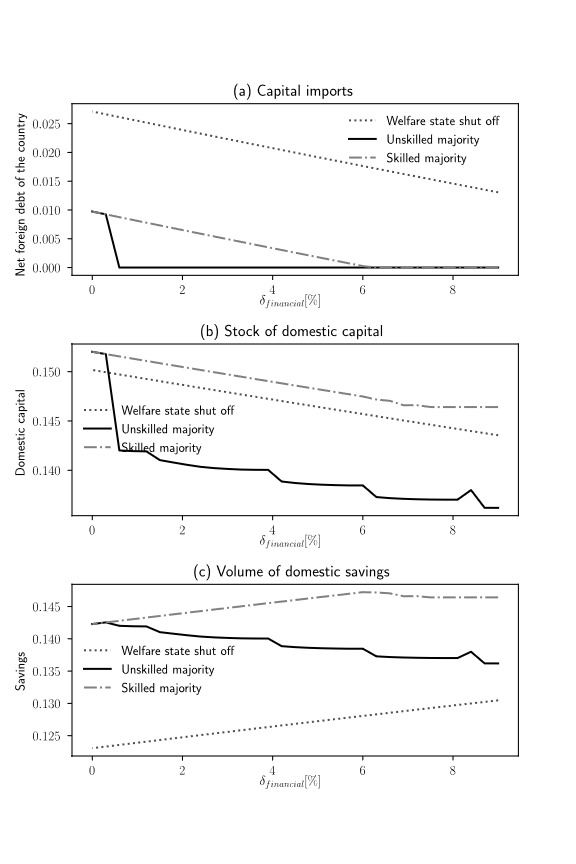 (a) Capital imports
Net foreign debt of the country
0.025
0.020
0.015
0.010
0.005
0.000
Welfare state shut off
Unskilled majority
Skilled majority
0 2 4 6 8
δfinancial[%]
(b) Stock of domestic capital
Domestic capital
0.150
0.145
0.140
Welfare state shut off
Unskilled majority
Skilled majority
0 2 4 6 8
δfinancial[%]
(c) Volume of domestic savings
Savings
0.145
0.140
0.135
0.130
0.125
Welfare state shut off
Unskilled majority
Skilled majority
0 2 4 6 8
δfinancial[%]